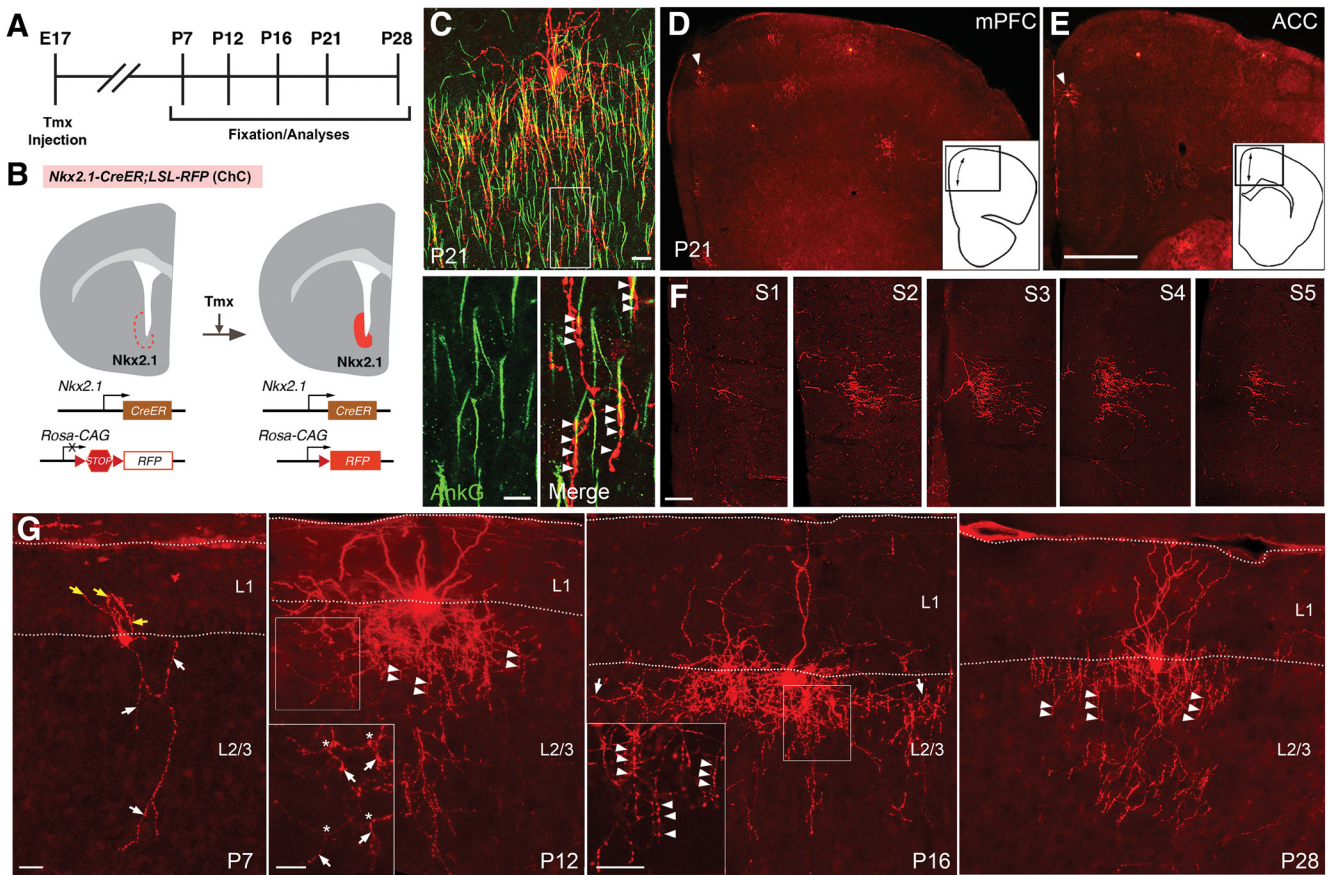 A
E17 P7 P12 P16 P21 P28
Tmx
Injection
Fixation/Analyses
B
Nkx2.1-CreER;LSL-RFP (ChC)
Tmx
Nkx2.1 Nkx2.1
Nkx2.1 Nkx2.1
CreER CreER
Rosa-CAG Rosa-CAG
X
STOP RFP RFP
C
P21
AnkG Merge
D mPFC
P21
E ACC
F S1 S2 S3 S4 S5
G
L1 L1 L1 L1
L2/3 L2/3 L2/3 L2/3
* *
* *
P7 P12 P16 P28